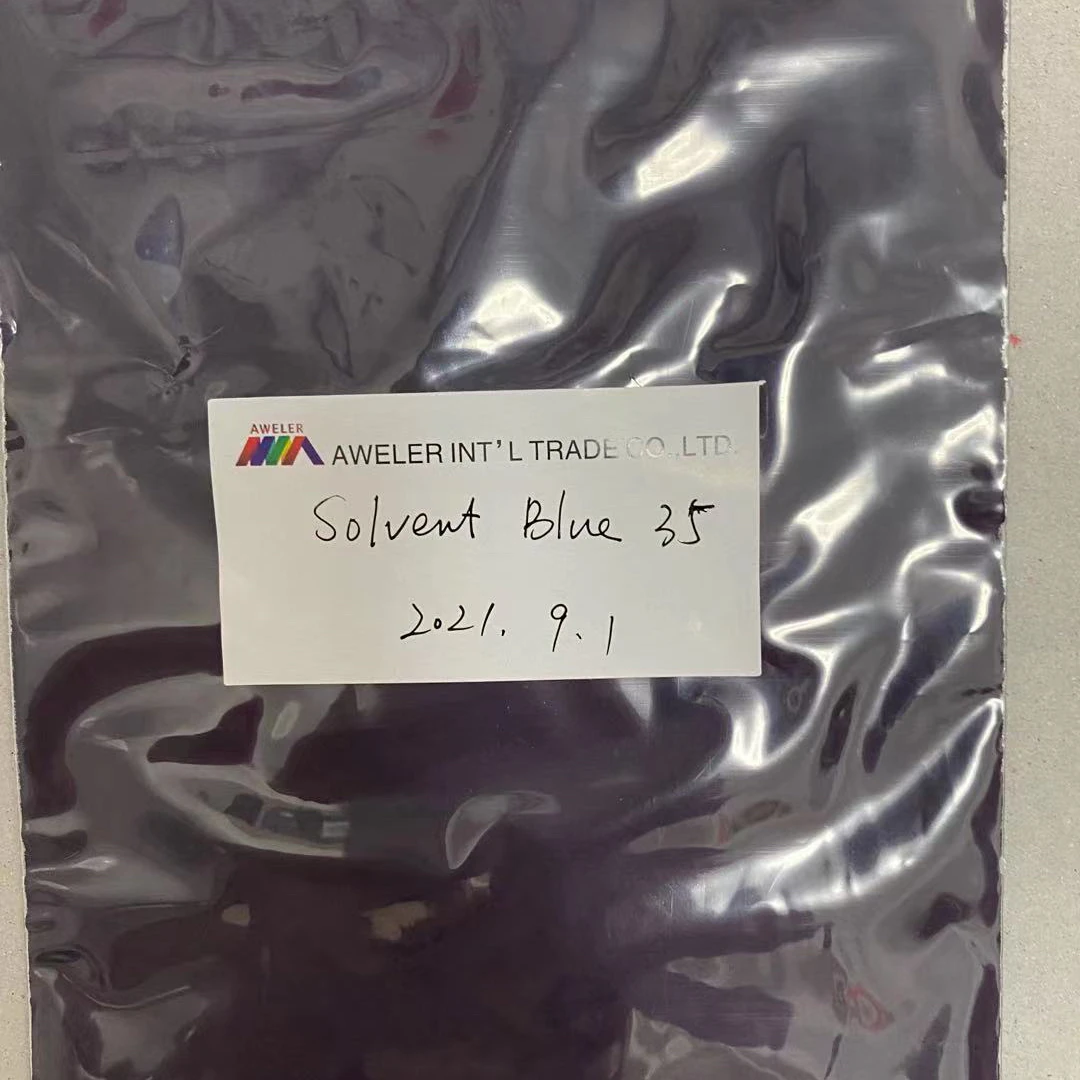 AWELER
AWELER INT'L TRADE CO.,LTD.
Solvent Blue 35
2021. 9. 1